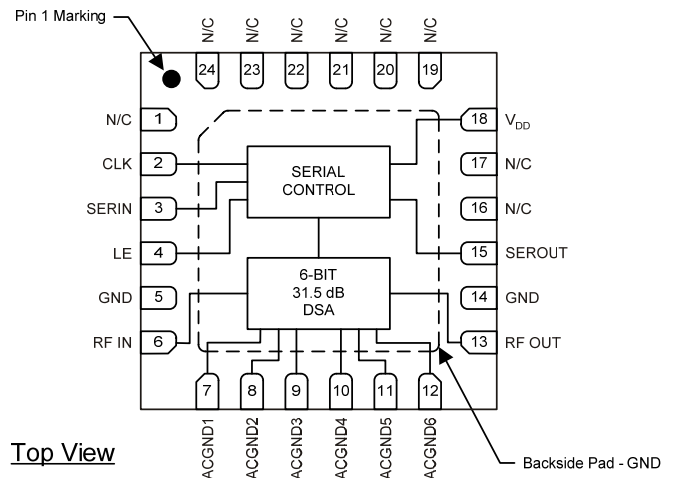 Pin 1 Marking
N/C N/C N/C N/C N/C N/C
24 23 22 21 20 19
N/C 1
18 V_DD
CLK 2
17 N/C
SERIAL
CONTROL
SERIN 3
16 N/C
LE 4
15 SEROUT
GND 5
14 GND
6-BIT
31.5 dB
DSA
RF IN 6
13 RF OUT
7 8 9 10 11 12
ACGND1 ACGND2 ACGND3 ACGND4 ACGND5 ACGND6
Top View
Backside Pad - GND